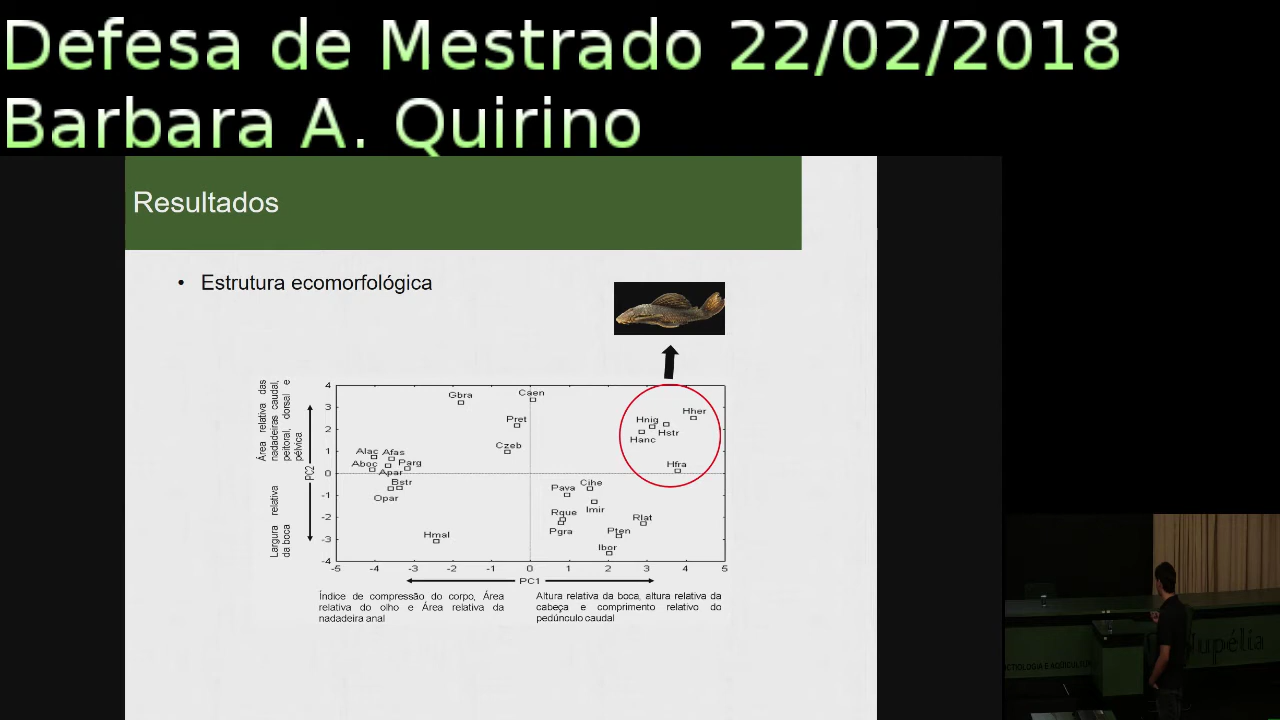 Defesa de Mestrado 22/02/2018
Barbara A. Quirino
Resultados
• Estrutura ecomorfológica
Área relativa das
nadadeiras caudal,
peitoral, dorsal e
pélvica
Largura relativa
da boca
PC2
4
3
2
1
0
-1
-2
-3
-4
Gbra
Caen
Pret
Czeb
Hher
Hnig
Hstr
Hanc
Hfra
Alac
Afas
Aboc
Parg
Apar
Bstr
Opar
Hmal
Pava
Cihe
Imir
Rque
Pgra
Rlat
Pten
Ibor
-5 -4 -3 -2 -1 0 1 2 3 4 5
PC1
Índice de compressão do corpo, Área
relativa do olho e Área relativa da
nadadeira anal
Altura relativa da boca, altura relativa da
cabeça e comprimento relativo do
pedúnculo caudal
Nupélia